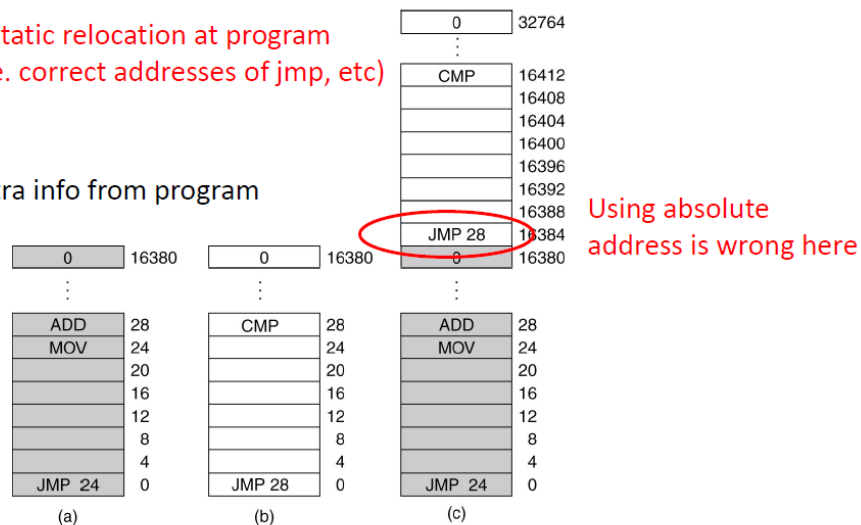 tatic relocation at program
e. correct addresses of jmp, etc)
tra info from program
0 32764
CMP 16412
16408
16404
16400
16396
16392
16388
JMP 28 16384
0 16380
ADD 28
MOV 24
20
16
12
8
4
JMP 24 0
(c)
Using absolute
address is wrong here
0 16380
ADD 28
MOV 24
20
16
12
8
4
JMP 24 0
(a)
0 16380
CMP 28
24
20
16
12
8
4
JMP 28 0
(b)